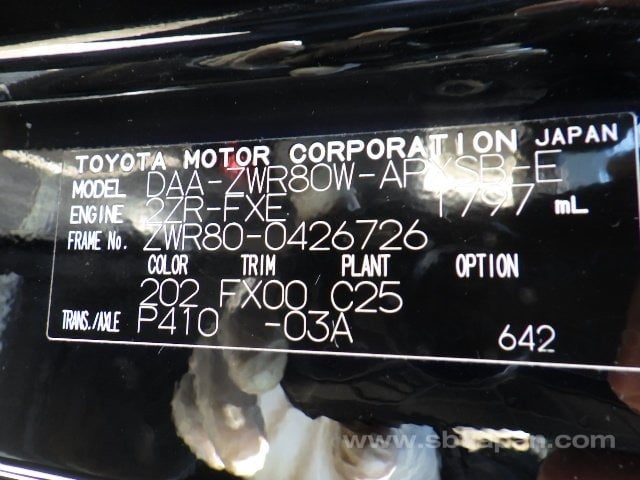 TOYOTA MOTOR CORPORATION JAPAN
MODEL DAA-ZWR80W-APXSB-E
ENGINE 2ZR-FXE 1797 mL
FRAME No. ZWR80-0426726
COLOR TRIM PLANT OPTION
202 FX00 C25
TRANS./AXLE P410 -03A 642
www.sbtjapan.com